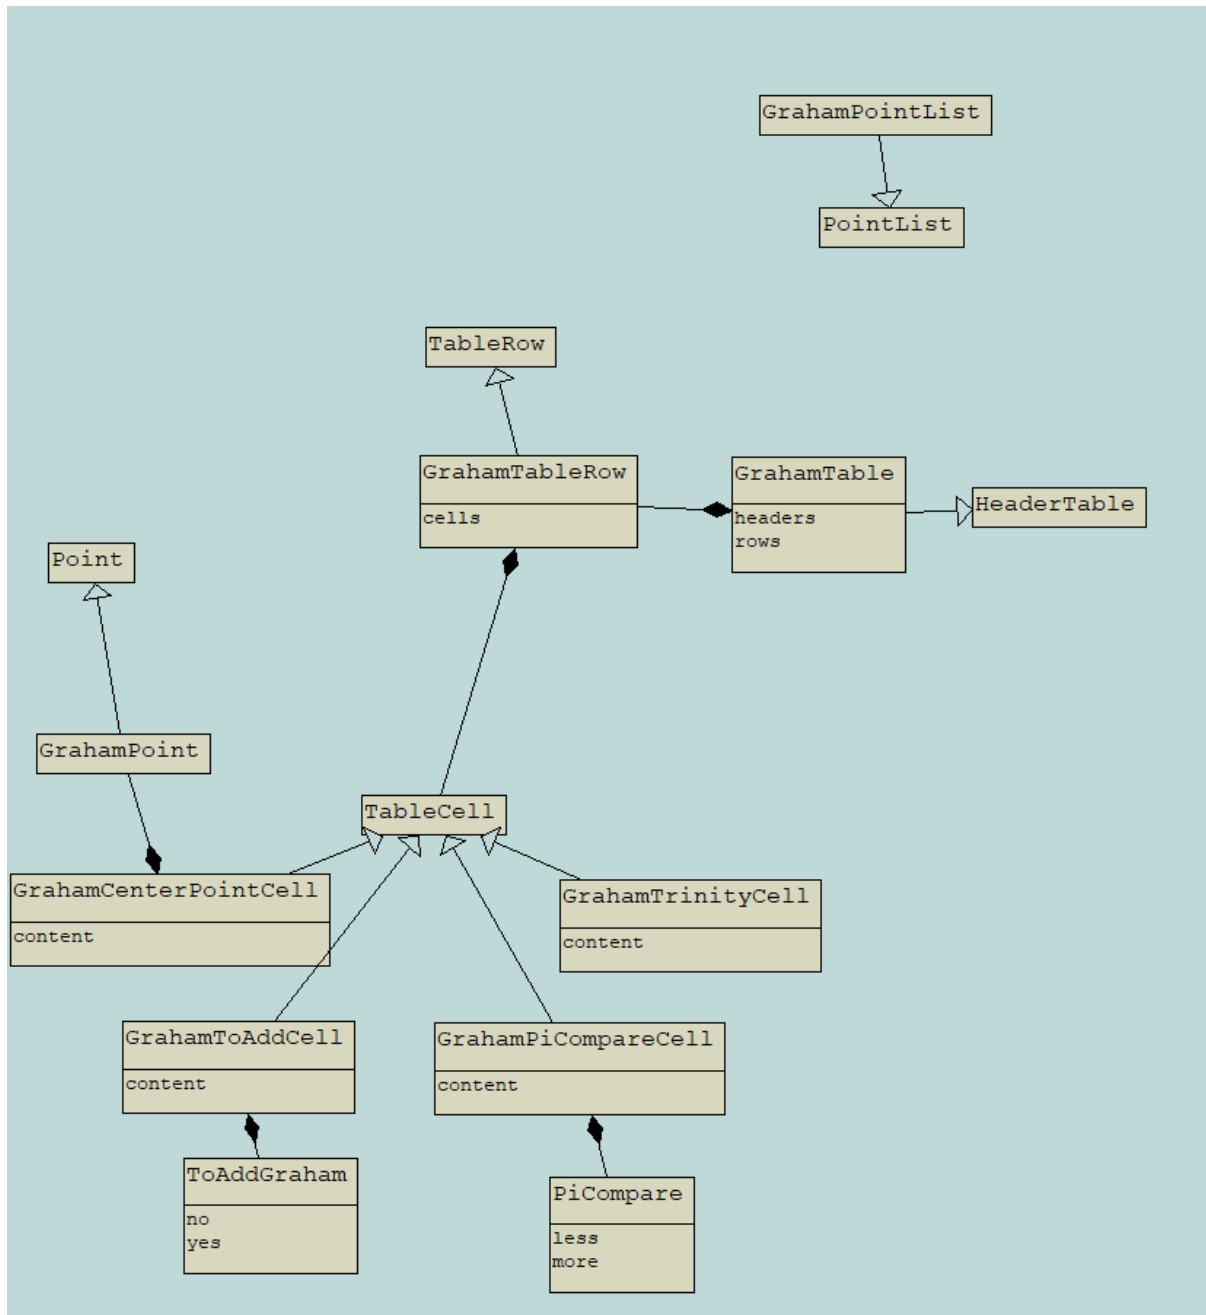 GrahamPointList
PointList
TableRow
GrahamTableRow
cells
GrahamTable
headers
rows
HeaderTable
Point
GrahamPoint
TableCell
GrahamCenterPointCell
content
GrahamTrinityCell
content
GrahamToAddCell
content
GrahamPiCompareCell
content
ToAddGraham
no
yes
PiCompare
less
more